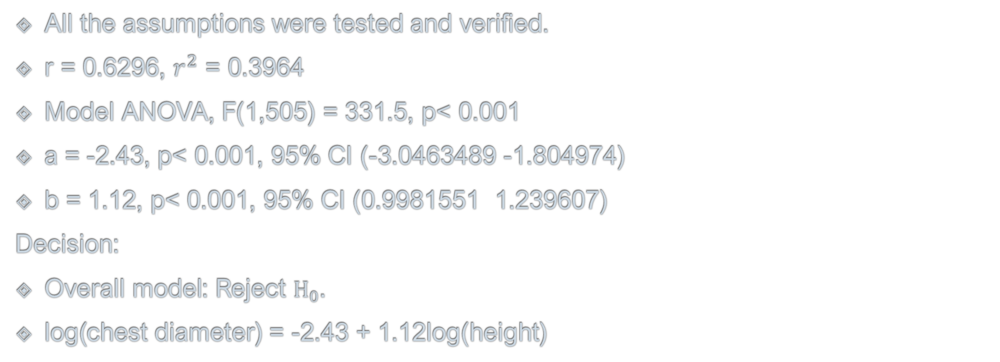 ❖ All the assumptions were tested and verified.
❖ r = 0.6296, r² = 0.3964
❖ Model ANOVA, F(1,505) = 331.5, p< 0.001
❖ a = -2.43, p< 0.001, 95% CI (-3.0463489 -1.804974)
❖ b = 1.12, p< 0.001, 95% CI (0.9981551  1.239607)
Decision:
❖ Overall model: Reject H₀.
❖ log(chest diameter) = -2.43 + 1.12log(height)